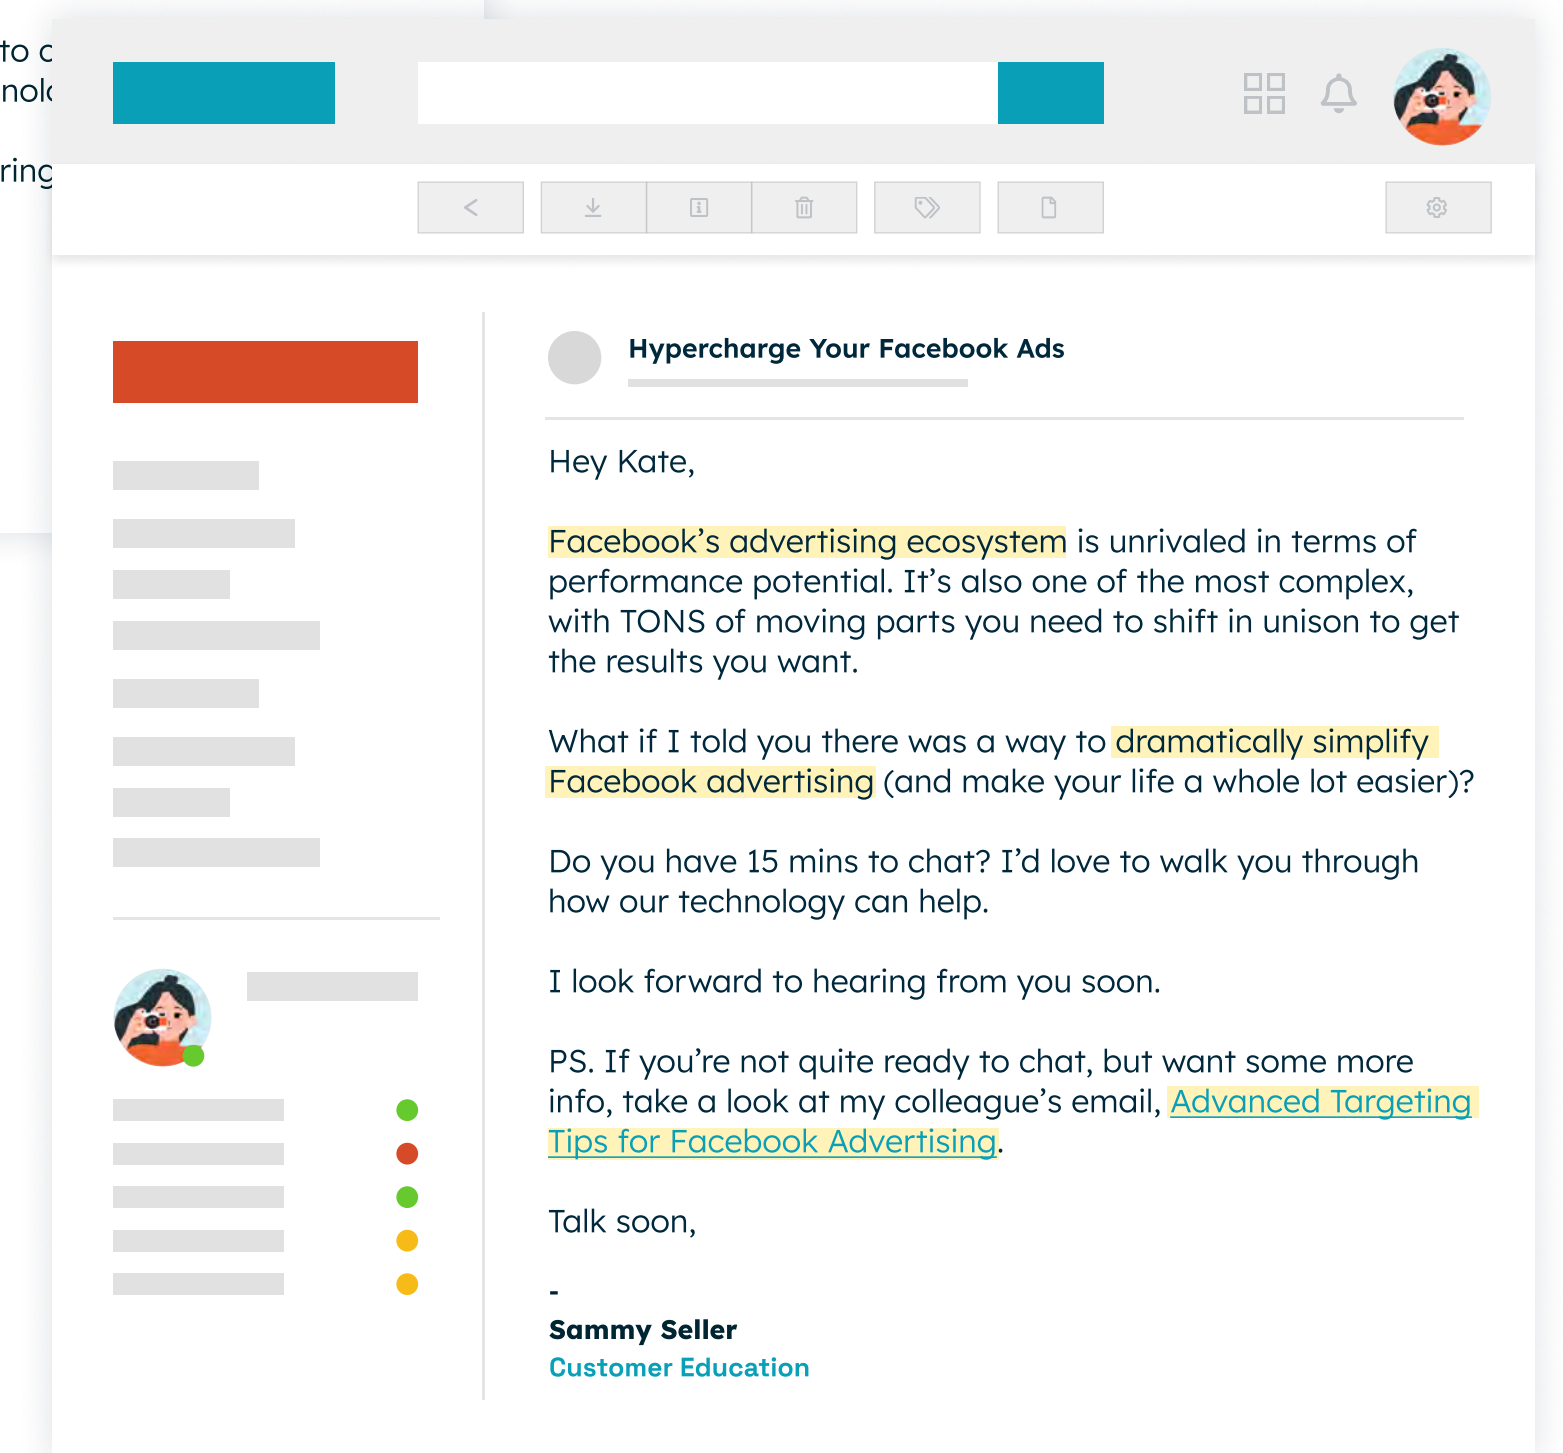 to
ring
Hypercharge Your Facebook Ads
Hey Kate,
Facebook’s advertising ecosystem is unrivaled in terms of
performance potential. It’s also one of the most complex,
with TONS of moving parts you need to shift in unison to get
the results you want.
What if I told you there was a way to dramatically simplify
Facebook advertising (and make your life a whole lot easier)?
Do you have 15 mins to chat? I’d love to walk you through
how our technology can help.
I look forward to hearing from you soon.
PS. If you’re not quite ready to chat, but want some more
info, take a look at my colleague’s email, Advanced Targeting
Tips for Facebook Advertising.
Talk soon,
-
Sammy Seller
Customer Education